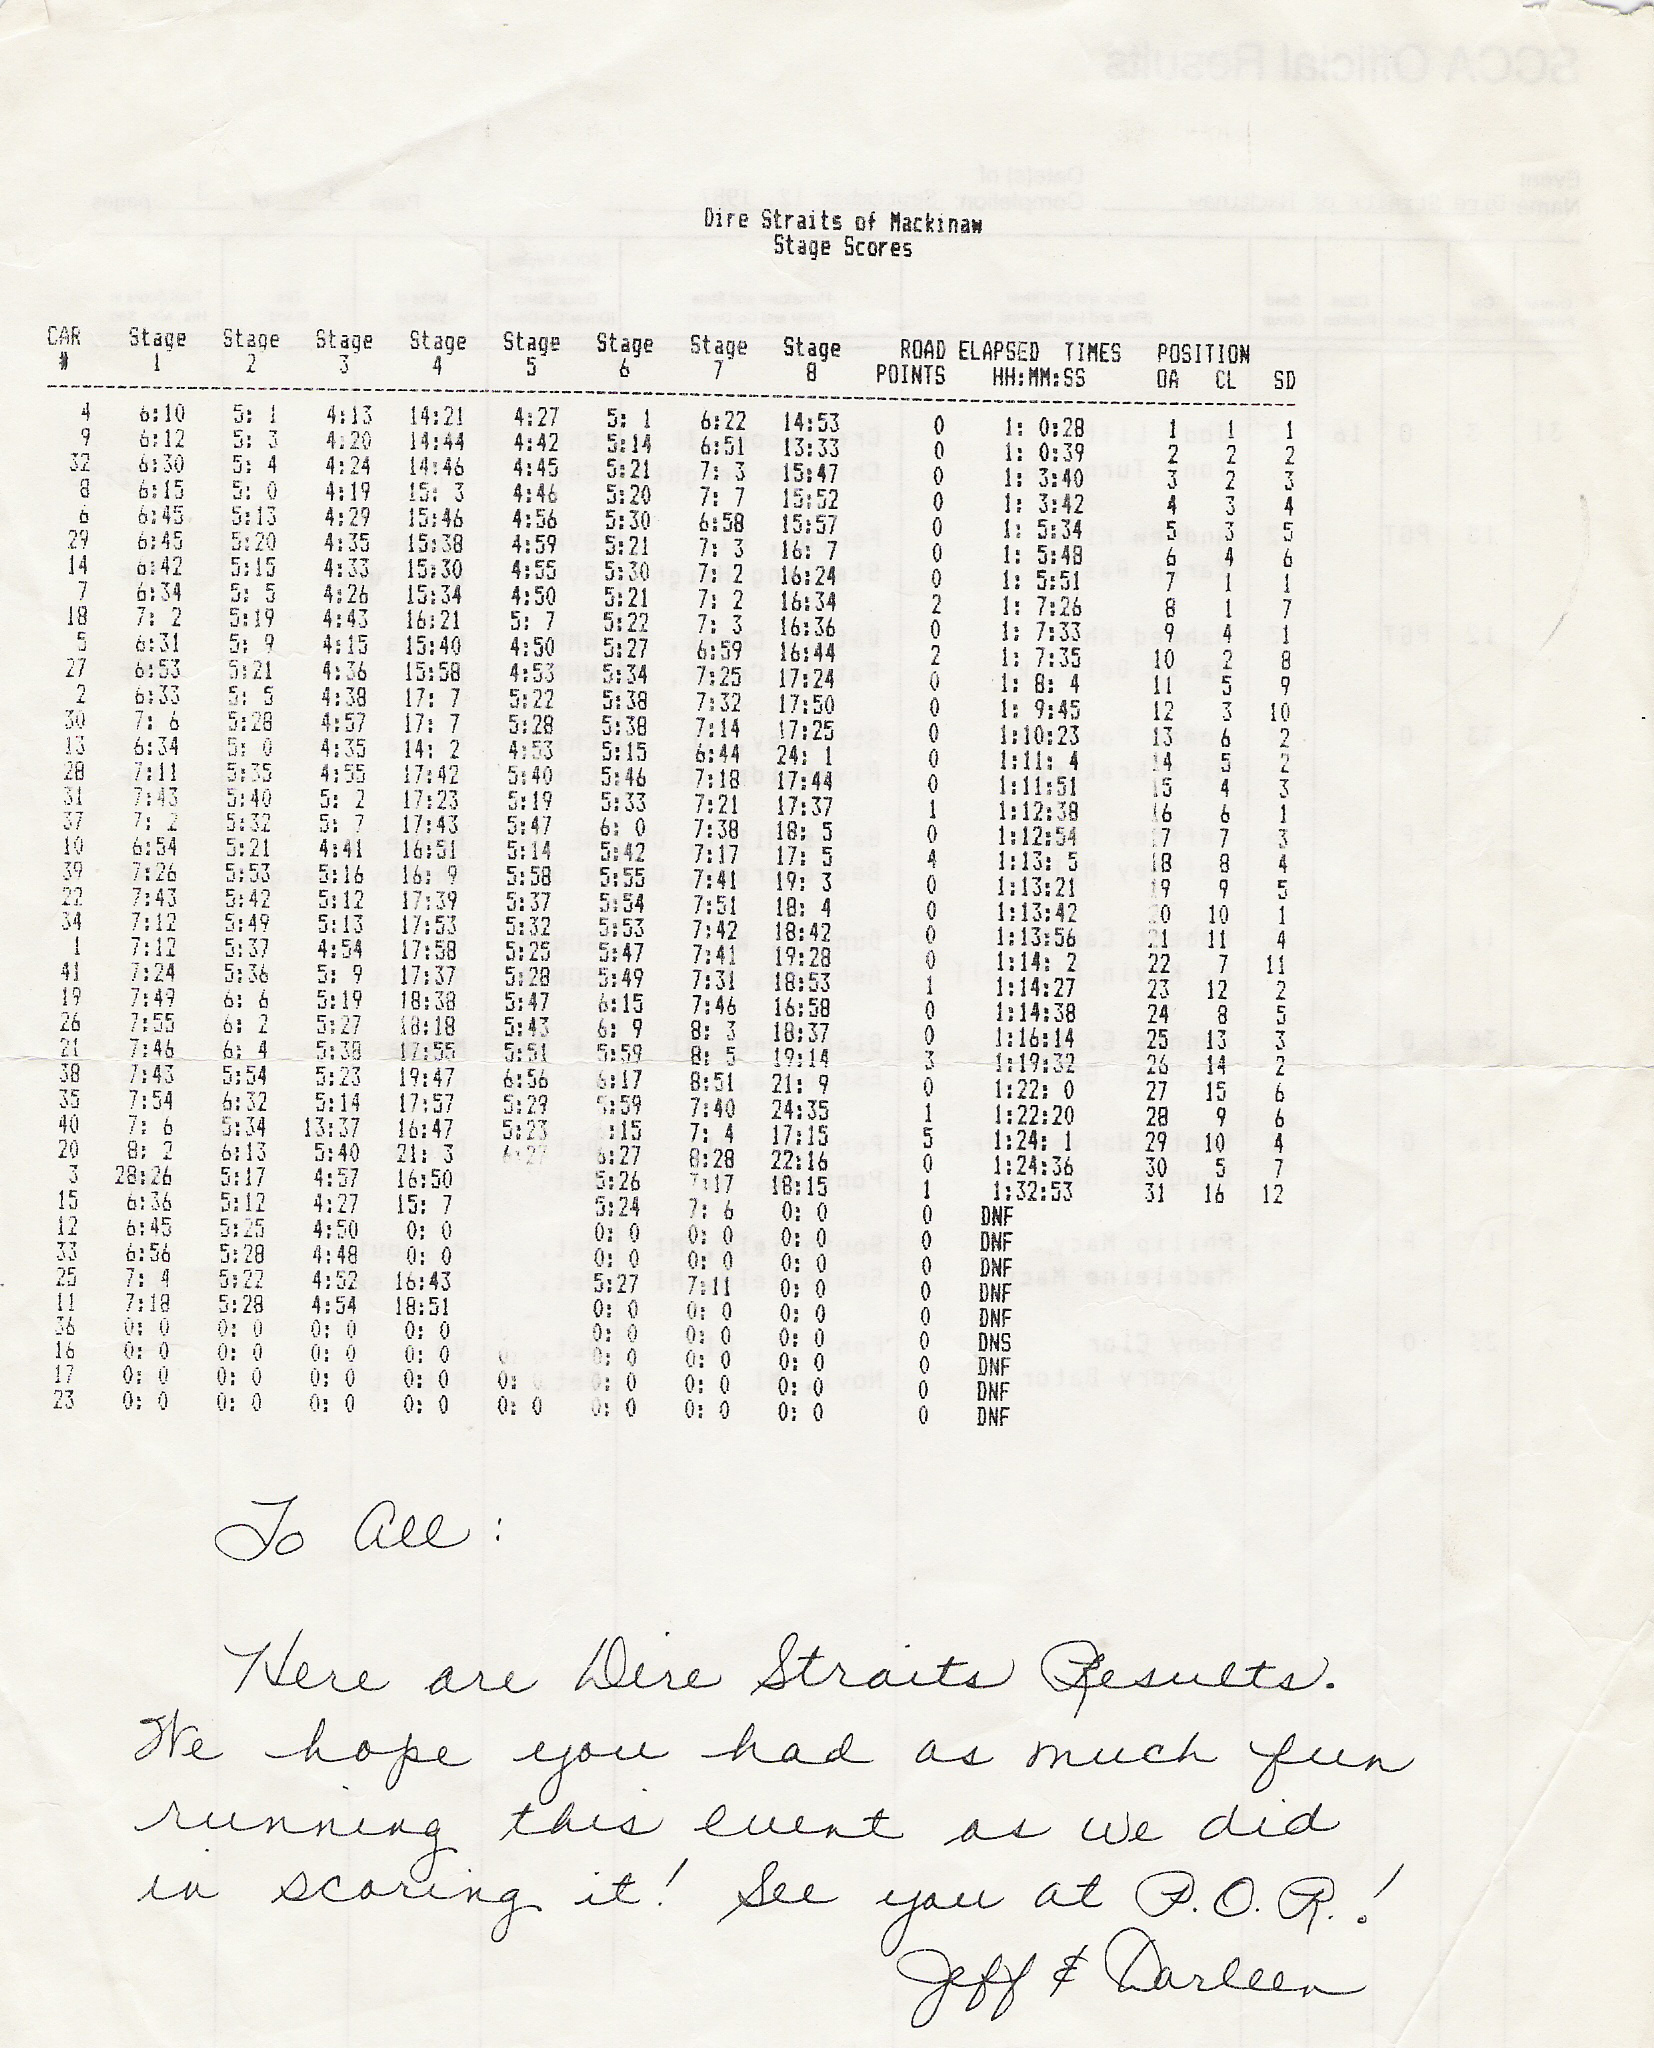 Dire Straits of Mackinaw
Stage Scores
CAR Stage Stage Stage Stage Stage Stage Stage Stage ROAD ELAPSED TIMES POSITION
# 1 2 3 4 5 6 7 8 POINTS HH:MM:SS OA CL SD
4 6:10 5: 1 4:13 14:21 4:27 5: 1 6:22 14:53 0 1: 0:28 1 1 1
9 6:12 5: 3 4:20 14:44 4:42 5:14 6:51 13:33 0 1: 0:39 2 2 2
32 6:30 5: 4 4:24 14:46 4:45 5:21 7: 3 15:47 0 1: 3:40 3 2 3
8 6:15 5: 0 4:19 15: 3 4:46 5:20 7: 7 15:52 0 1: 3:42 4 3 4
6 6:45 5:13 4:29 15:46 4:56 5:30 6:58 15:57 0 1: 5:34 5 3 5
29 6:45 5:20 4:35 15:38 4:59 5:21 7: 3 16: 7 0 1: 5:48 6 4 6
14 6:42 5:15 4:33 15:30 4:55 5:30 7: 2 16:24 0 1: 5:51 7 1 1
7 6:34 5: 5 4:26 15:34 4:50 5:21 7: 2 16:34 2 1: 7:26 8 1 7
18 7: 2 5:19 4:43 16:21 5: 7 5:22 7: 3 16:36 0 1: 7:33 9 4 1
5 6:31 5: 9 4:15 15:40 4:50 5:27 6:59 16:44 2 1: 7:35 10 2 8
27 6:53 5:21 4:36 15:58 4:53 5:34 7:25 17:24 0 1: 8: 4 11 5 9
2 6:33 5: 5 4:38 17: 7 5:22 5:38 7:32 17:50 0 1: 9:45 12 3 10
30 7: 6 5:28 4:57 17: 7 5:28 5:38 7:14 17:25 0 1:10:23 13 6 2
13 6:34 5: 0 4:35 14: 2 4:53 5:15 6:44 24: 1 0 1:11: 4 14 5 2
28 7:11 5:35 4:55 17:42 5:40 5:46 7:18 17:44 0 1:11:51 15 4 3
31 7:43 5:40 5: 2 17:23 5:19 5:33 7:21 17:37 1 1:12:38 16 6 1
37 7: 2 5:32 5: 7 17:43 5:47 6: 0 7:38 18: 5 0 1:12:54 17 7 3
10 6:54 5:21 4:41 16:51 5:14 5:42 7:17 17: 5 4 1:13: 5 18 8 4
39 7:26 5:53 5:16 16: 9 5:58 5:55 7:41 19: 3 0 1:13:21 19 9 5
22 7:43 5:42 5:12 17:39 5:37 5:54 7:51 18: 4 0 1:13:42 20 10 1
34 7:12 5:49 5:13 17:53 5:32 5:53 7:42 18:42 0 1:13:56 21 11 4
1 7:12 5:37 4:54 17:58 5:25 5:47 7:41 19:28 0 1:14: 2 22 7 11
41 7:24 5:36 5: 9 17:37 5:28 5:49 7:31 18:53 1 1:14:27 23 12 2
19 7:49 6: 6 5:19 18:38 5:47 6:15 7:46 16:58 0 1:14:38 24 8 5
26 7:55 6: 2 5:27 18:18 5:43 6: 9 8: 3 18:37 0 1:16:14 25 13 3
21 7:46 6: 4 5:38 17:55 5:51 5:59 8: 5 19:14 3 1:19:32 26 14 2
38 7:43 5:54 5:23 19:47 6:56 6:17 8:51 21: 9 0 1:22: 0 27 15 6
35 7:54 6:32 5:14 17:57 5:29 5:59 7:40 24:35 1 1:22:20 28 9 6
40 7: 6 5:34 13:37 16:47 5:23 :15 7: 4 17:15 5 1:24: 1 29 10 4
20 8: 2 6:13 5:40 21: 3 6:27 6:27 8:28 22:16 0 1:24:36 30 5 7
3 28:26 5:17 4:57 16:50 5:26 7:17 18:15 1 1:32:53 31 16 12
15 6:36 5:12 4:27 15: 7 5:24 7: 6 0: 0 0 DNF
12 6:45 5:25 4:50 0: 0 0: 0 0: 0 0: 0 0 DNF
33 6:56 5:28 4:48 0: 0 0: 0 0: 0 0: 0 0 DNF
25 7: 4 5:22 4:52 16:43 5:27 7:11 0: 0 0 DNF
11 7:18 5:28 4:54 18:51 0: 0 0: 0 0: 0 0 DNF
36 0: 0 0: 0 0: 0 0: 0 0: 0 0: 0 0: 0 0 DNS
16 0: 0 0: 0 0: 0 0: 0 0: 0 0: 0 0: 0 0 DNF
17 0: 0 0: 0 0: 0 0: 0 0: 0: 0 0: 0 0: 0 0 DNF
23 0: 0 0: 0 0: 0 0: 0 0: 0 0: 0 0: 0 0: 0 0 DNF
To All:
Here are Dire Straits Results.
We hope you had as much fun
running this event as we did
in scoring it! See you at P.O.R.!
Jeff & Darleen